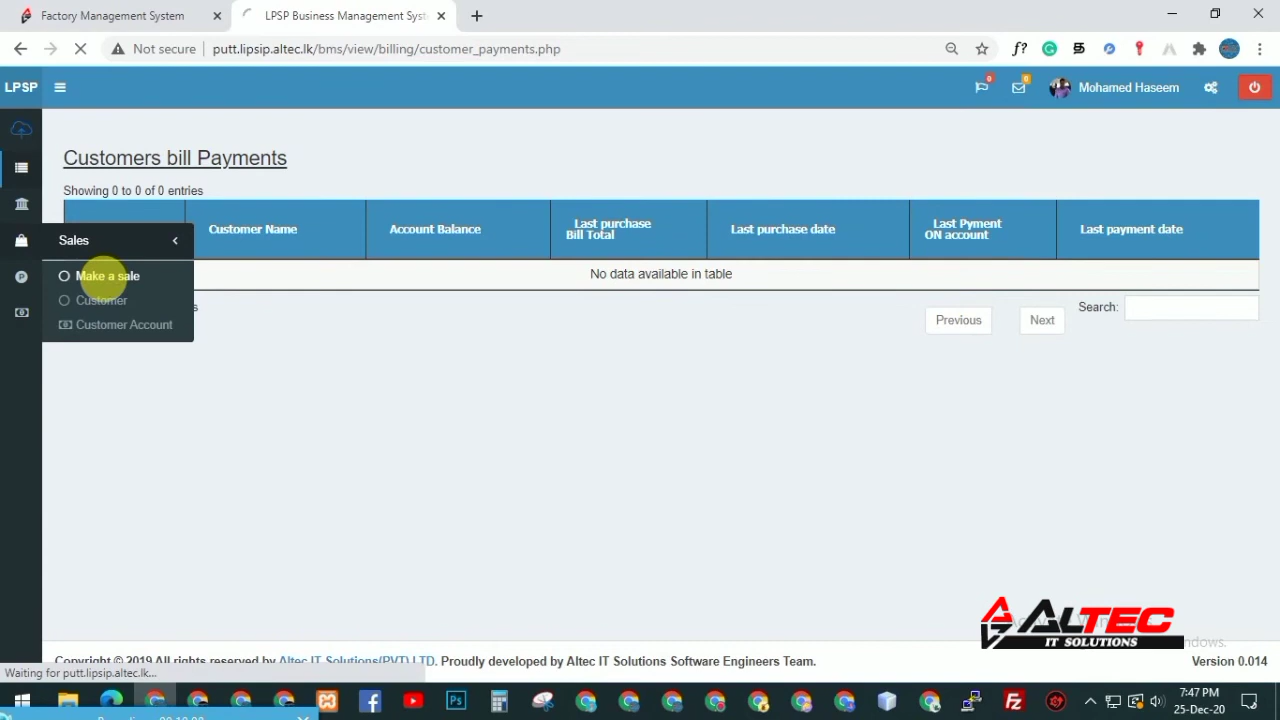 Factory Management System
LPSP Business Management Syst
Not secure
putt.lipsip.altec.lk/bms/view/billing/customer_payments.php
LPSP
0
0
Mohamed Haseem
Customers bill Payments
Showing 0 to 0 of 0 entries
Customer Name
Account Balance
Last purchase
Bill Total
Last purchase date
Last Pyment
ON account
Last payment date
Sales
Make a sale
Customer
Customer Account
No data available in table
Previous
Next
Search:
ALTEC
IT SOLUTIONS
Copyright © 2019 All rights reserved by Altec IT Solutions(PVT) LTD. Proudly developed by Altec IT Solutions Software Engineers Team.
Version 0.014
Waiting for putt.lipsip.altec.lk...
7:47 PM
25-Dec-20